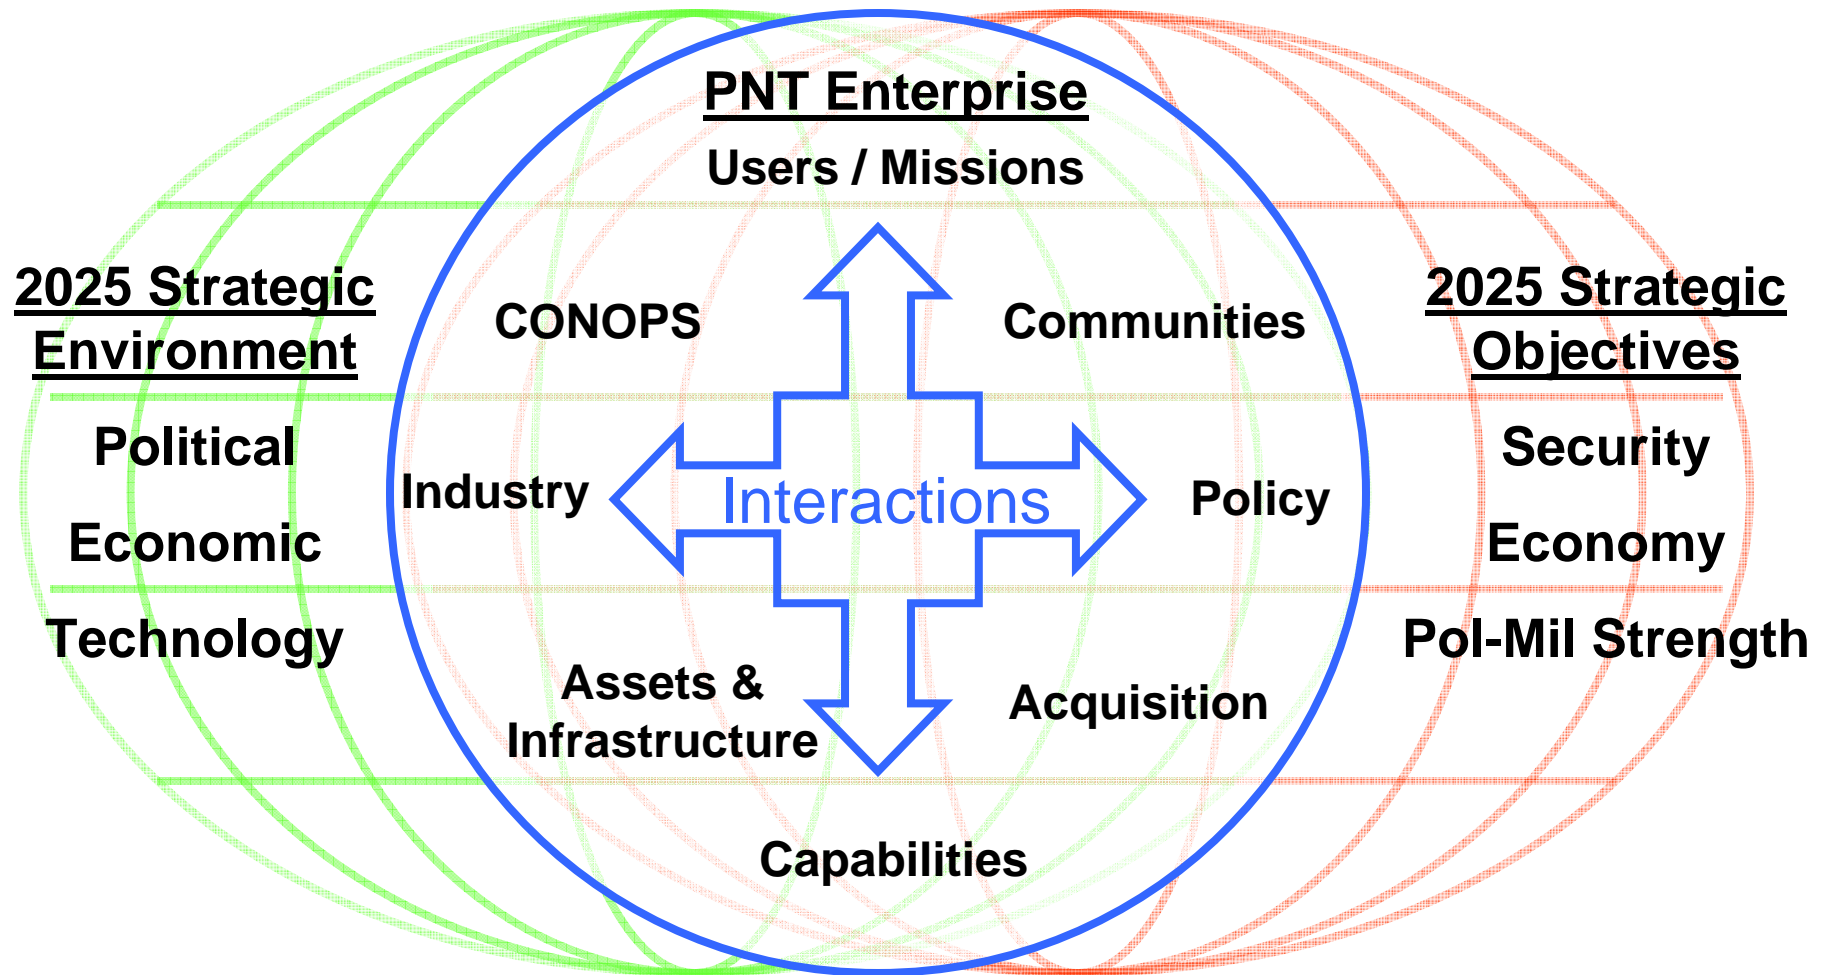 PNT Enterprise
Users / Missions
2025 Strategic
Environment
Political
Economic
Technology
CONOPS
Communities
Industry
Interactions
Policy
Assets &
Infrastructure
Acquisition
Capabilities
2025 Strategic
Objectives
Security
Economy
Pol-Mil Strength